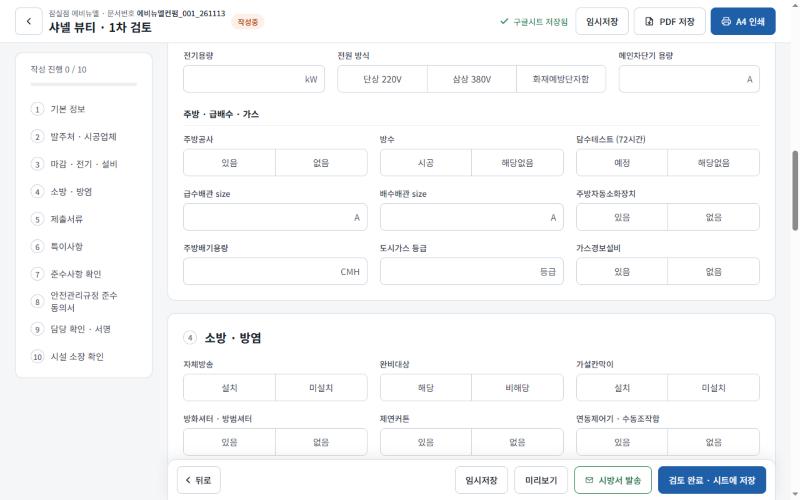 잠실점 에비뉴엘 · 문서번호 에비뉴엘컨펌_001_261113
샤넬 뷰티 · 1차 검토
작성중
구글시트 저장됨
임시저장
PDF 저장
A4 인쇄
작성 진행 0 / 10
1 기본 정보
2 발주처 · 시공업체
3 마감 · 전기 · 설비
4 소방 · 방염
5 제출서류
6 특이사항
7 준수사항 확인
8 안전관리규정 준수
동의서
9 담당 확인 · 서명
10 시설 소장 확인
전기용량
전원 방식
메인차단기 용량
kW
단상 220V
삼상 380V
화재예방단자함
A
주방 · 급배수 · 가스
주방공사
방수
담수테스트 (72시간)
있음
없음
시공
해당없음
예정
해당없음
급수배관 size
배수배관 size
주방자동소화장치
A
A
있음
없음
주방배기용량
도시가스 등급
가스경보설비
CMH
등급
있음
없음
4 소방 · 방염
자체방송
완비대상
가설칸막이
설치
미설치
해당
비해당
설치
미설치
방화셔터 · 방범셔터
제연커튼
연동제어기 · 수동조작함
있음
없음
있음
없음
있음
없음
뒤로
임시저장
미리보기
시방서 발송
검토 완료 · 시트에 저장